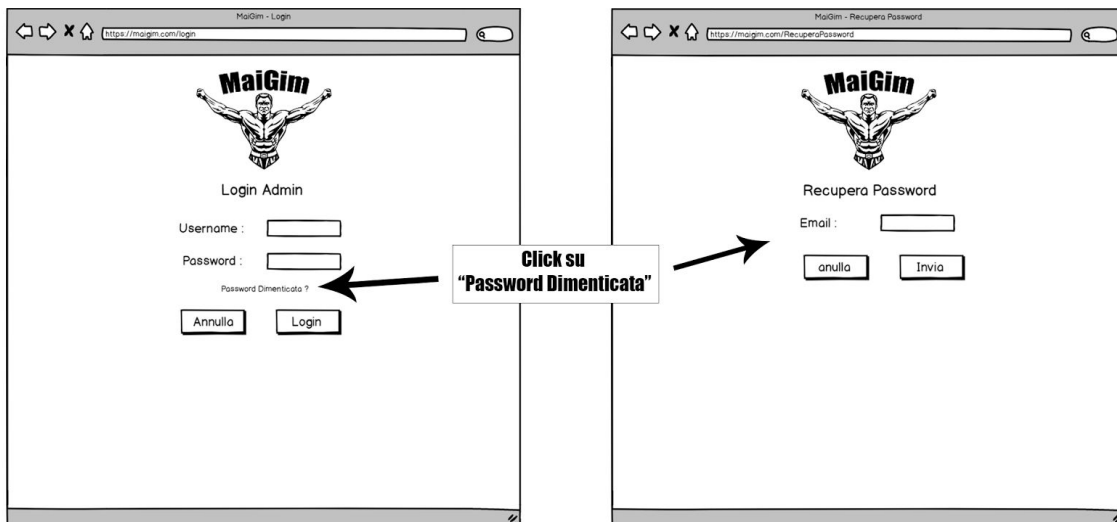 MaiGim - Login
https://maigim.com/login
MaiGim
Login Admin
Username :
Password :
Password Dimenticata ?
Annulla
Login
Click su
“Password Dimenticata”
MaiGim - Recupera Password
https://maigim.com/RecuperaPassword
MaiGim
Recupera Password
Email :
anulla
Invia